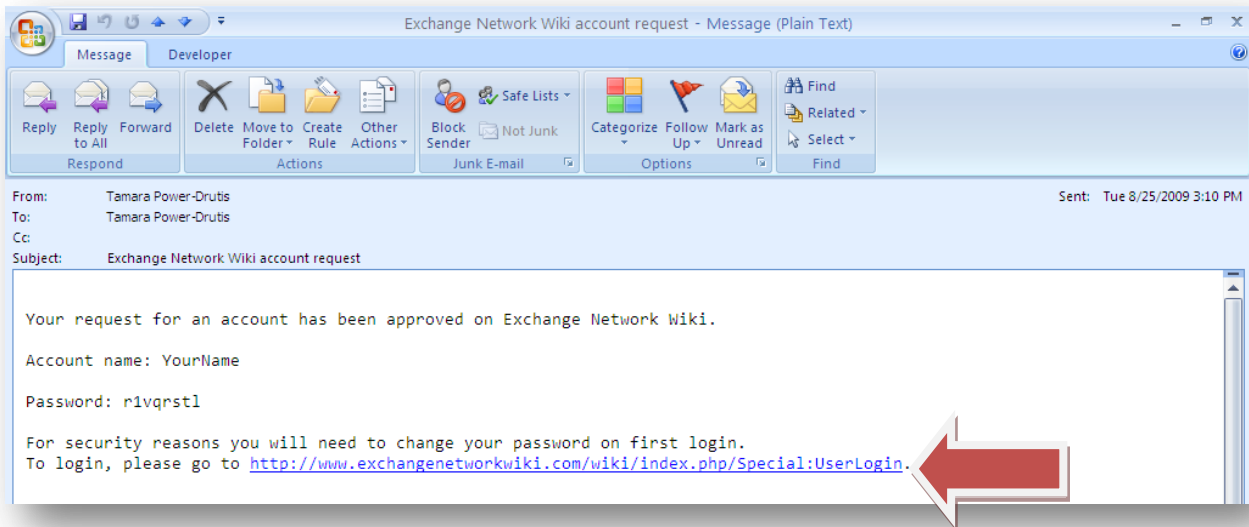 Exchange Network Wiki account request - Message (Plain Text)
Message Developer
Reply Reply to All Forward
Respond
Delete Move to Folder Create Rule Other Actions
Actions
Block Sender Safe Lists Not Junk
Junk E-mail
Categorize Follow Up Mark as Unread
Options
Find
Related
Select
Find
From: Tamara Power-Drutis Sent: Tue 8/25/2009 3:10 PM
To: Tamara Power-Drutis
Cc:
Subject: Exchange Network Wiki account request
Your request for an account has been approved on Exchange Network Wiki.
Account name: YourName
Password: r1vqrstl
For security reasons you will need to change your password on first login.
To login, please go to http://www.exchangenetworkwiki.com/wiki/index.php/Special:UserLogin.